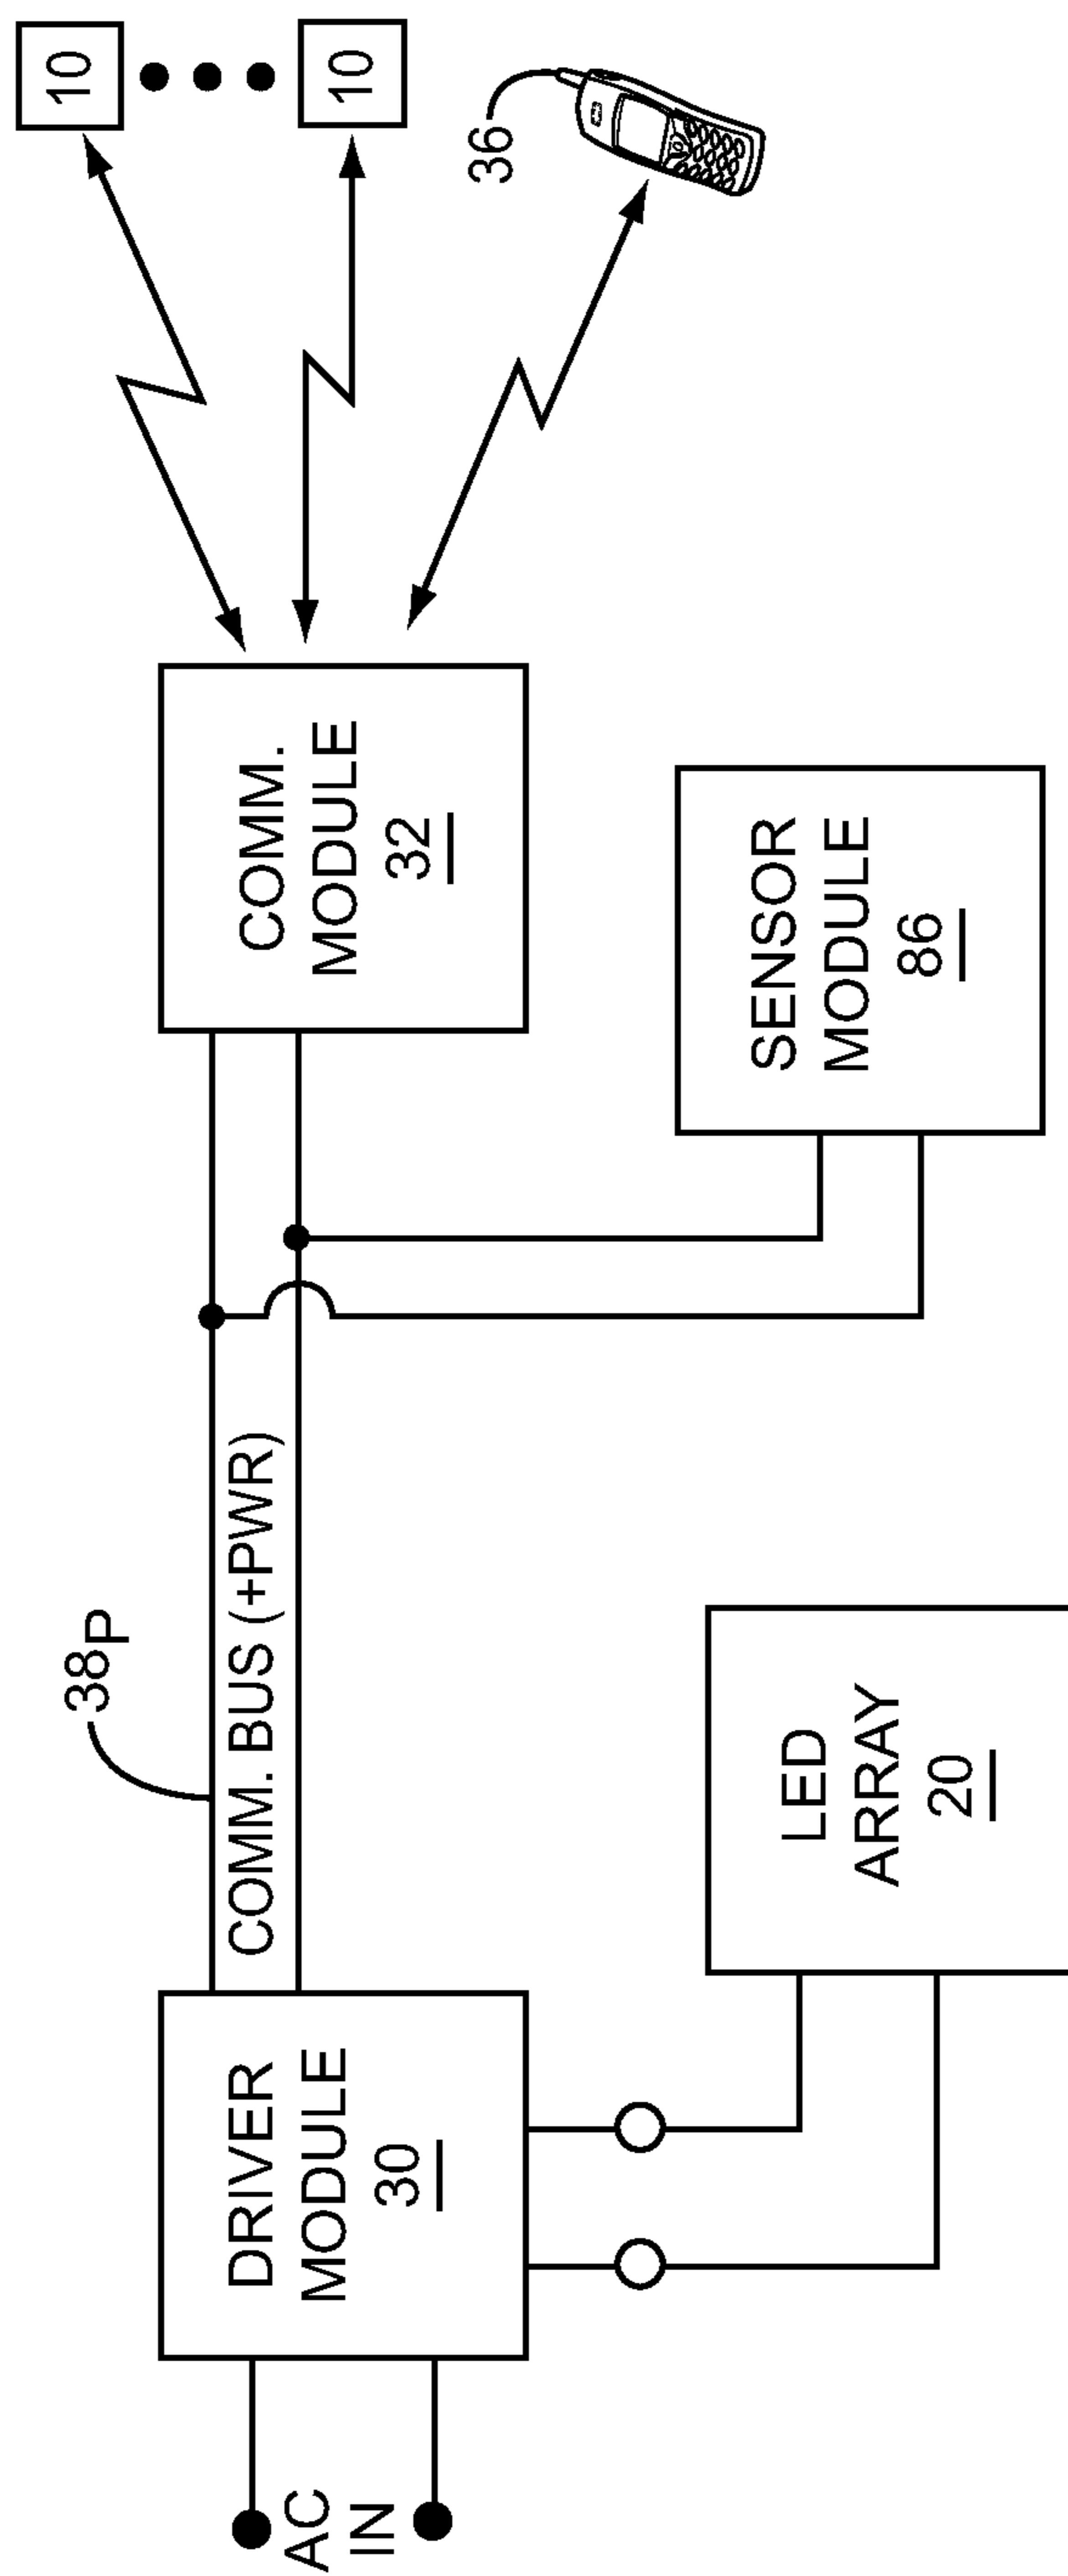 10
10
36
COMM.
MODULE
32
SENSOR
MODULE
86
38P
COMM. BUS (+PWR)
DRIVER
MODULE
30
LED
ARRAY
20
AC
IN